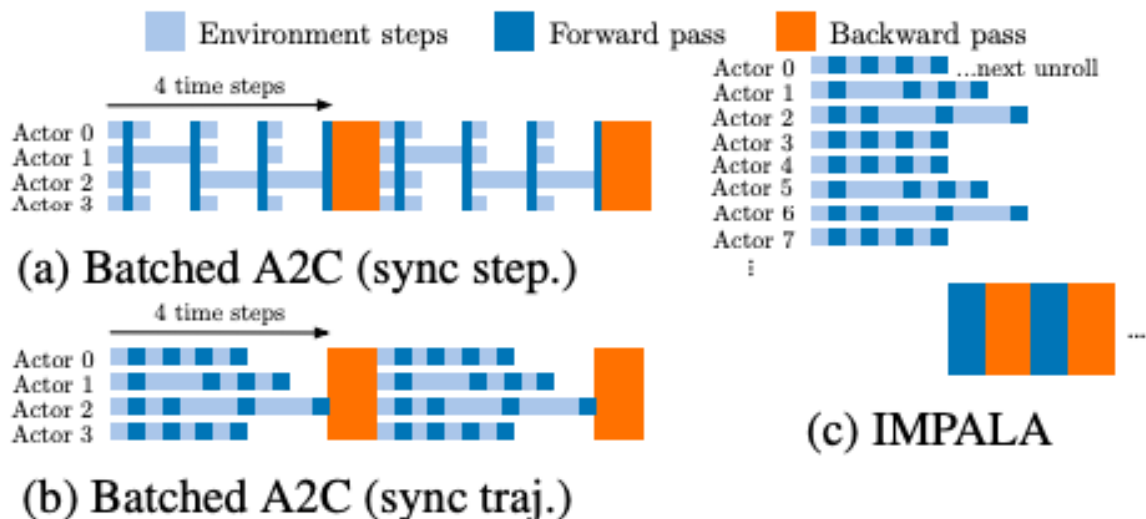 Environment steps Forward pass Backward pass
4 time steps
Actor 0
Actor 1
Actor 2
Actor 3
(a) Batched A2C (sync step.)
4 time steps
Actor 0
Actor 1
Actor 2
Actor 3
(b) Batched A2C (sync traj.)
Actor 0 ...next unroll
Actor 1
Actor 2
Actor 3
Actor 4
Actor 5
Actor 6
Actor 7
⋮
...
(c) IMPALA